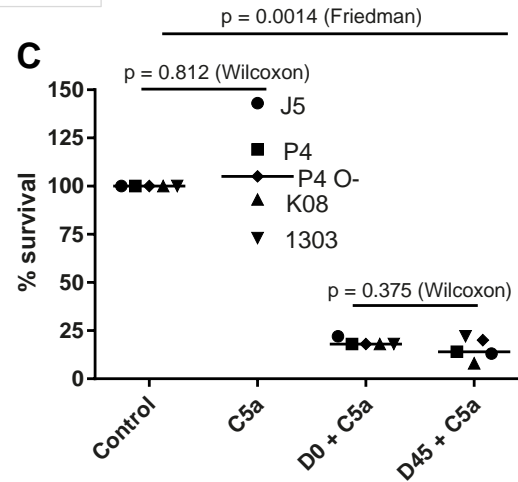 p = 0.0014 (Friedman)
C
p = 0.812 (Wilcoxon)
150
125
100
75
50
25
0
% survival
J5
P4
P4 O-
K08
1303
p = 0.375 (Wilcoxon)
Control
C5a
D0 + C5a
D45 + C5a